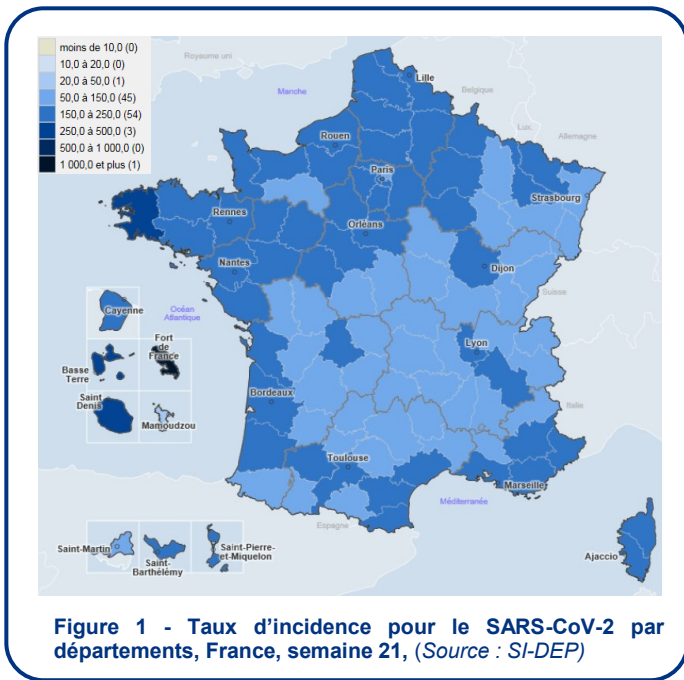 moins de 10,0 (0)
10,0 à 20,0 (0)
20,0 à 50,0 (1)
50,0 à 150,0 (45)
150,0 à 250,0 (54)
250,0 à 500,0 (3)
500,0 à 1 000,0 (0)
1 000,0 et plus (1)
Royaume uni
Manche
Lille
Belgique
Lux.
Allemagne
Rouen
Paris
Strasbourg
Rennes
Orléans
Nantes
Dijon
Suisse
Cayenne
Océan
Atlantique
Fort
de
France
Basse
Terre
Lyon
Saint
Denis
Mamoudzou
Bordeaux
Italie
Toulouse
Marseille
Méditerranée
Espagne
Saint-Martin
Saint-
Barthélémy
Saint-Pierre-
et-Miquelon
Ajaccio
Figure 1 - Taux d'incidence pour le SARS-CoV-2 par
départements, France, semaine 21, (Source : SI-DEP)